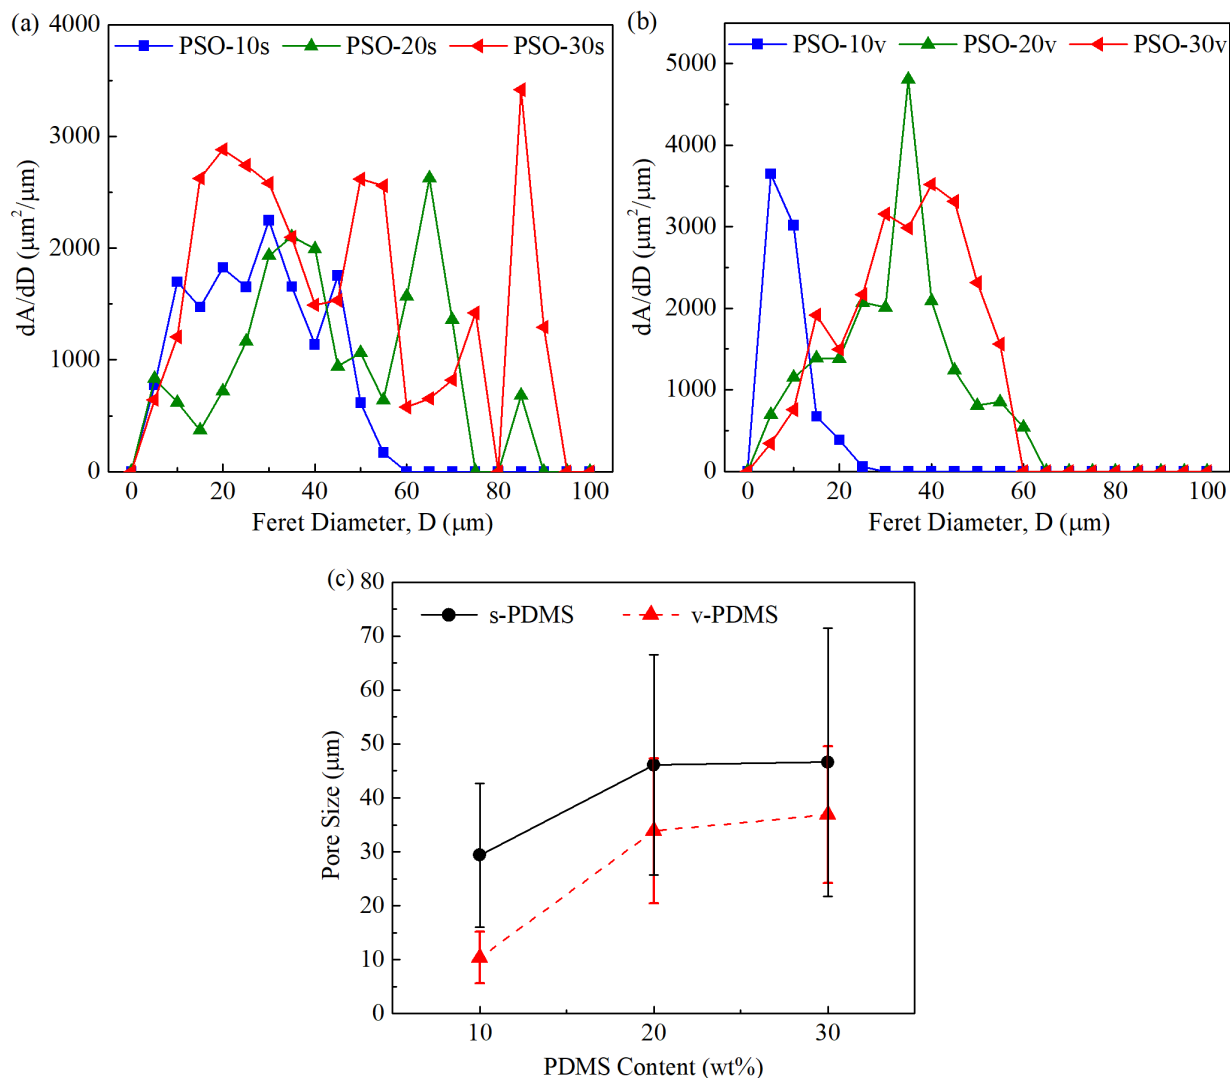 (a)
PSO-10s PSO-20s PSO-30s
4000
3000
2000
1000
0
dA/dD (μm²/μm)
0 20 40 60 80 100
Feret Diameter, D (μm)
(b)
PSO-10v PSO-20v PSO-30v
5000
4000
3000
2000
1000
0
dA/dD (μm²/μm)
0 20 40 60 80 100
Feret Diameter, D (μm)
(c)
s-PDMS v-PDMS
80
70
60
50
40
30
20
10
0
Pore Size (μm)
10 20 30
PDMS Content (wt%)